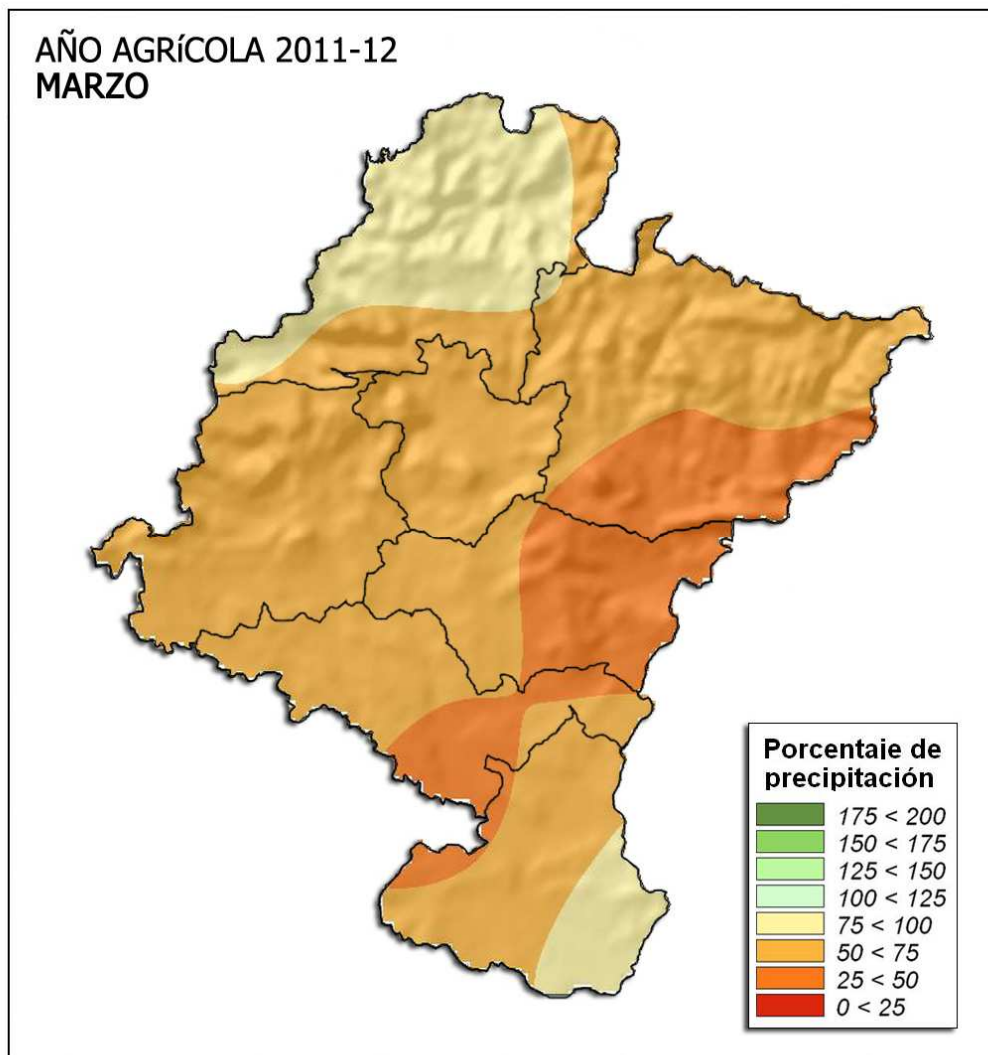 AÑO AGRíCOLA 2011-12
MARZO
Porcentaje de
precipitación
175 < 200
150 < 175
125 < 150
100 < 125
75 < 100
50 < 75
25 < 50
0 < 25